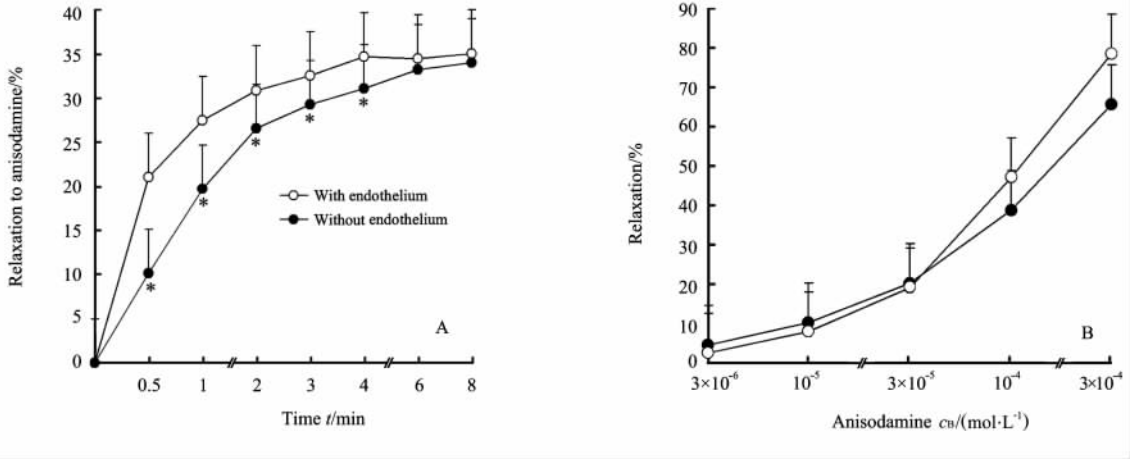 Relaxation to anisodamine/%
40
35
30
25
20
15
10
5
0
*
*
*
*
*
With endothelium
Without endothelium
A
0.5 1 2 3 4 6 8
Time t/min
Relaxation/%
90
80
70
60
50
40
30
20
10
0
B
3×10⁻⁶ 10⁻⁵ 3×10⁻⁵ 10⁻⁴ 3×10⁻⁴
Anisodamine cB/(mol·L⁻¹)